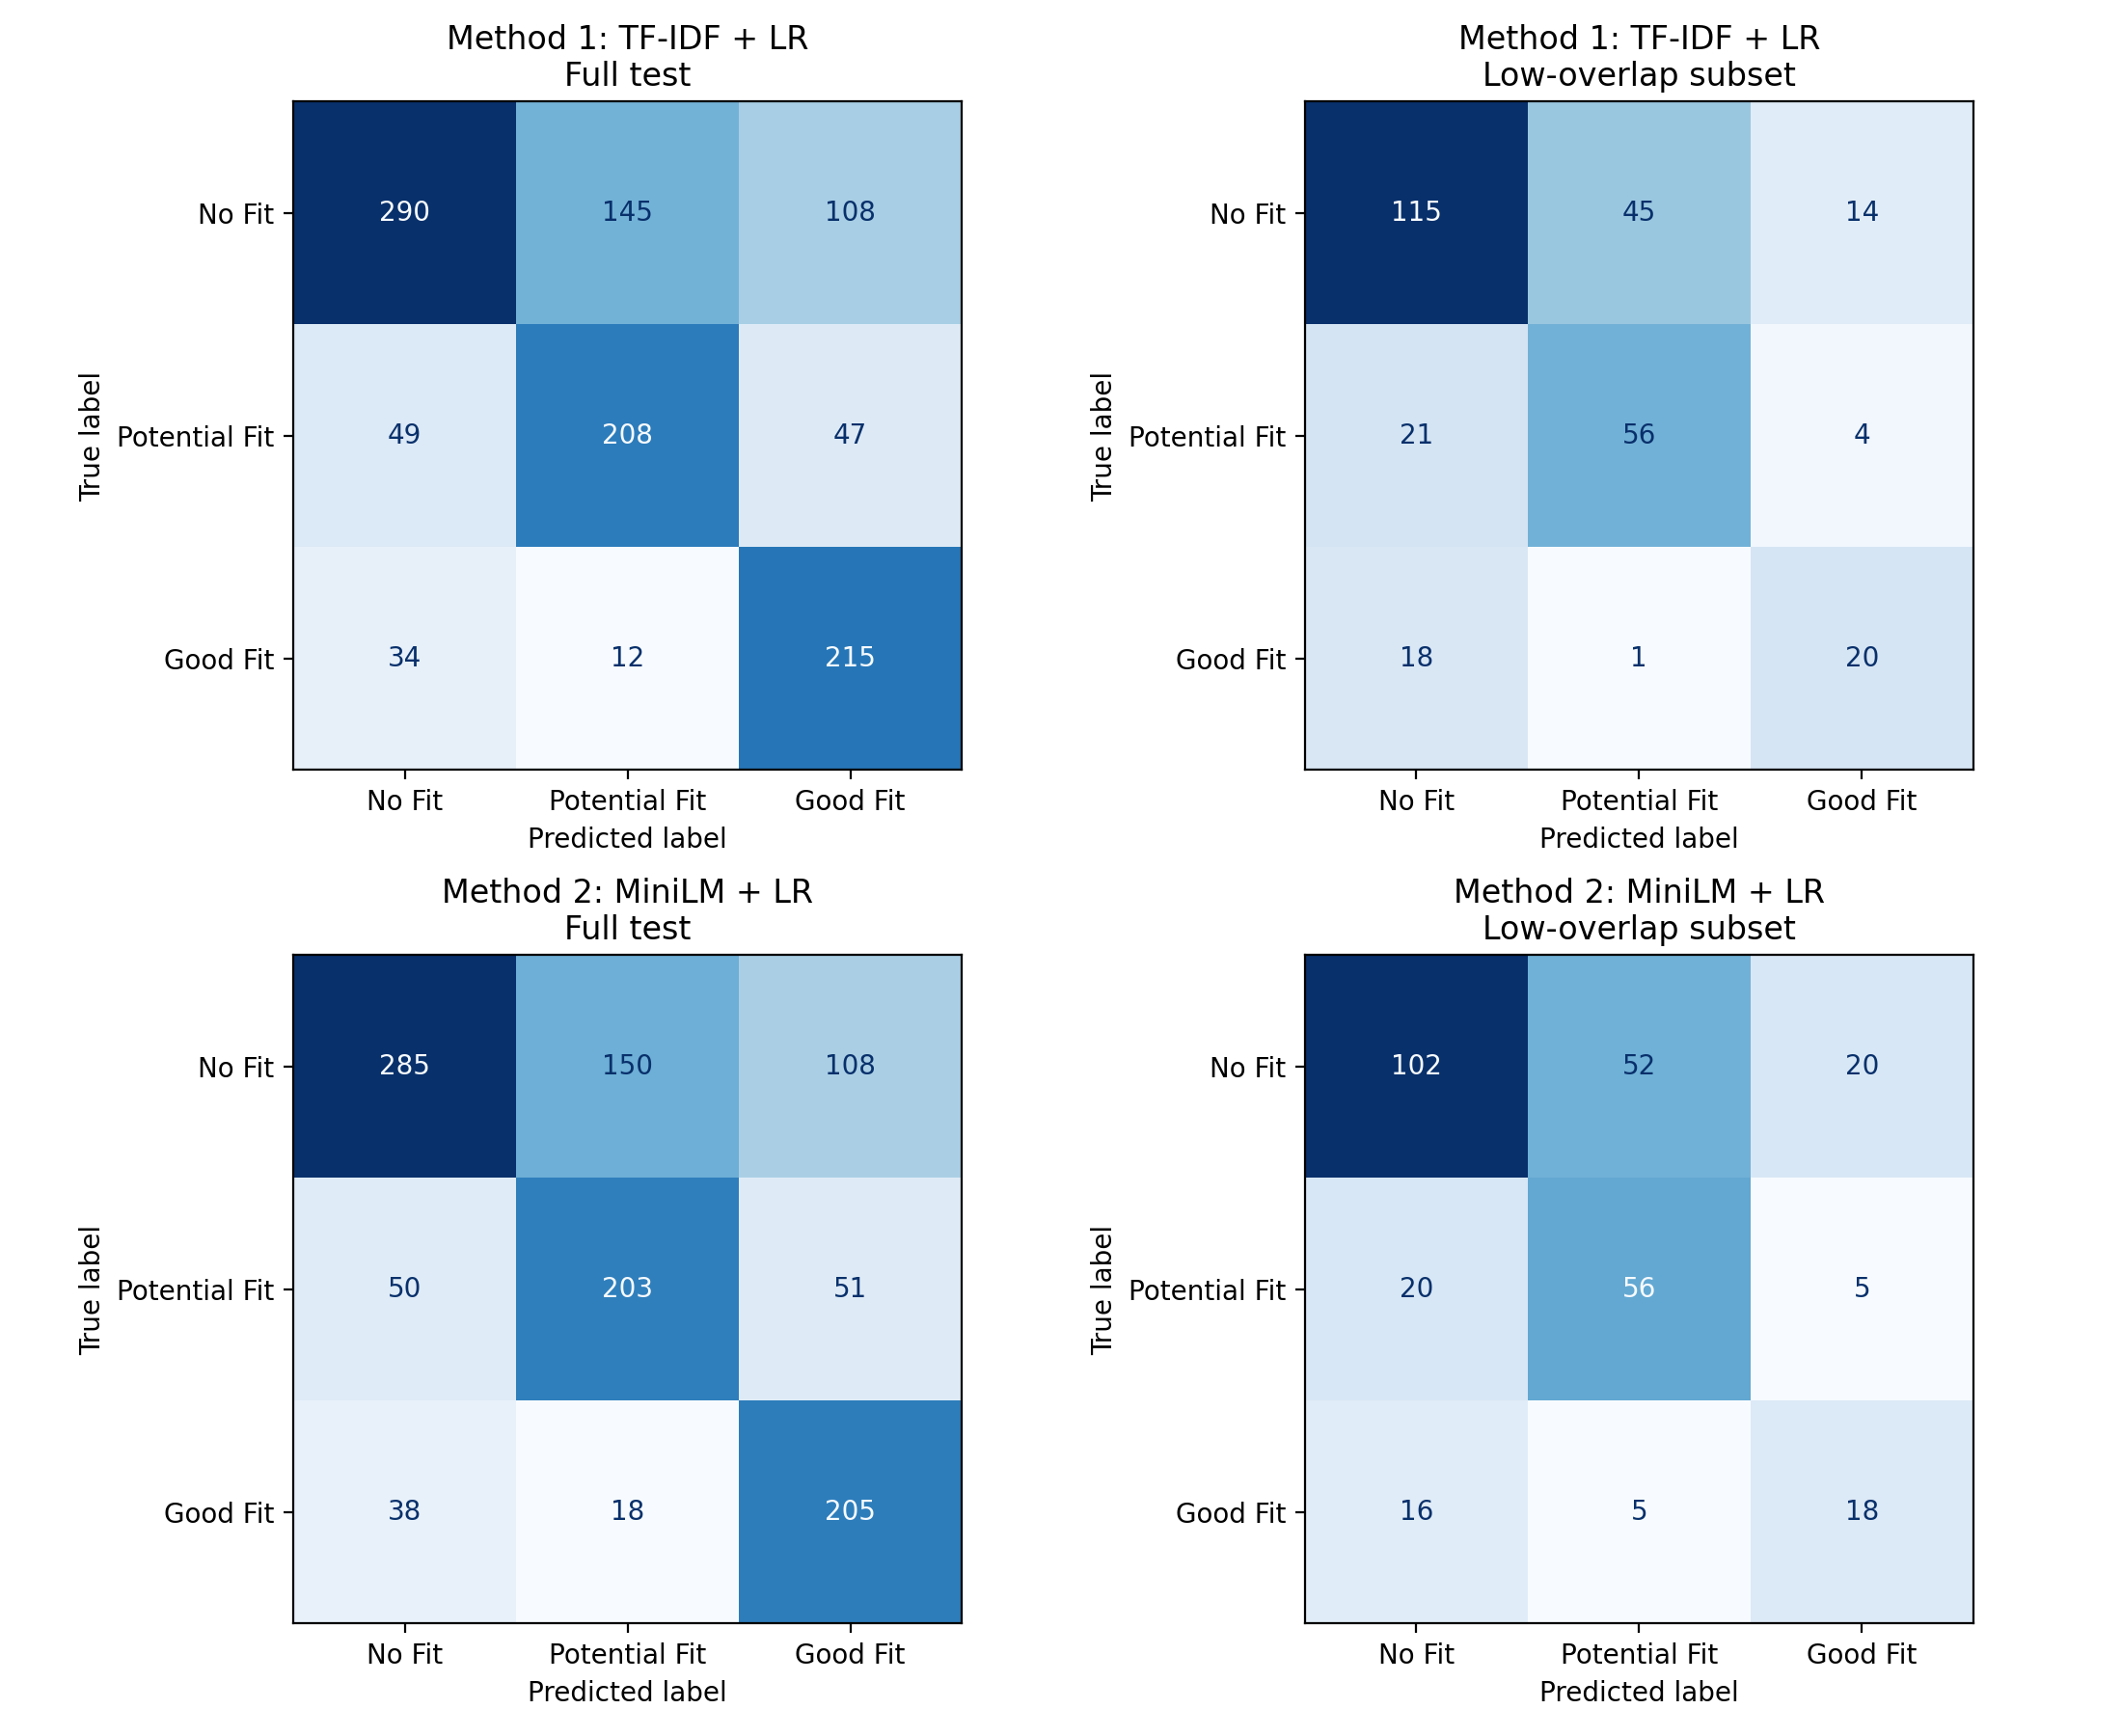 Method 1: TF-IDF + LR
Full test
No Fit 290 145 108
Potential Fit 49 208 47
Good Fit 34 12 215
True label
No Fit Potential Fit Good Fit
Predicted label
Method 1: TF-IDF + LR
Low-overlap subset
No Fit 115 45 14
Potential Fit 21 56 4
Good Fit 18 1 20
True label
No Fit Potential Fit Good Fit
Predicted label
Method 2: MiniLM + LR
Full test
No Fit 285 150 108
Potential Fit 50 203 51
Good Fit 38 18 205
True label
No Fit Potential Fit Good Fit
Predicted label
Method 2: MiniLM + LR
Low-overlap subset
No Fit 102 52 20
Potential Fit 20 56 5
Good Fit 16 5 18
True label
No Fit Potential Fit Good Fit
Predicted label